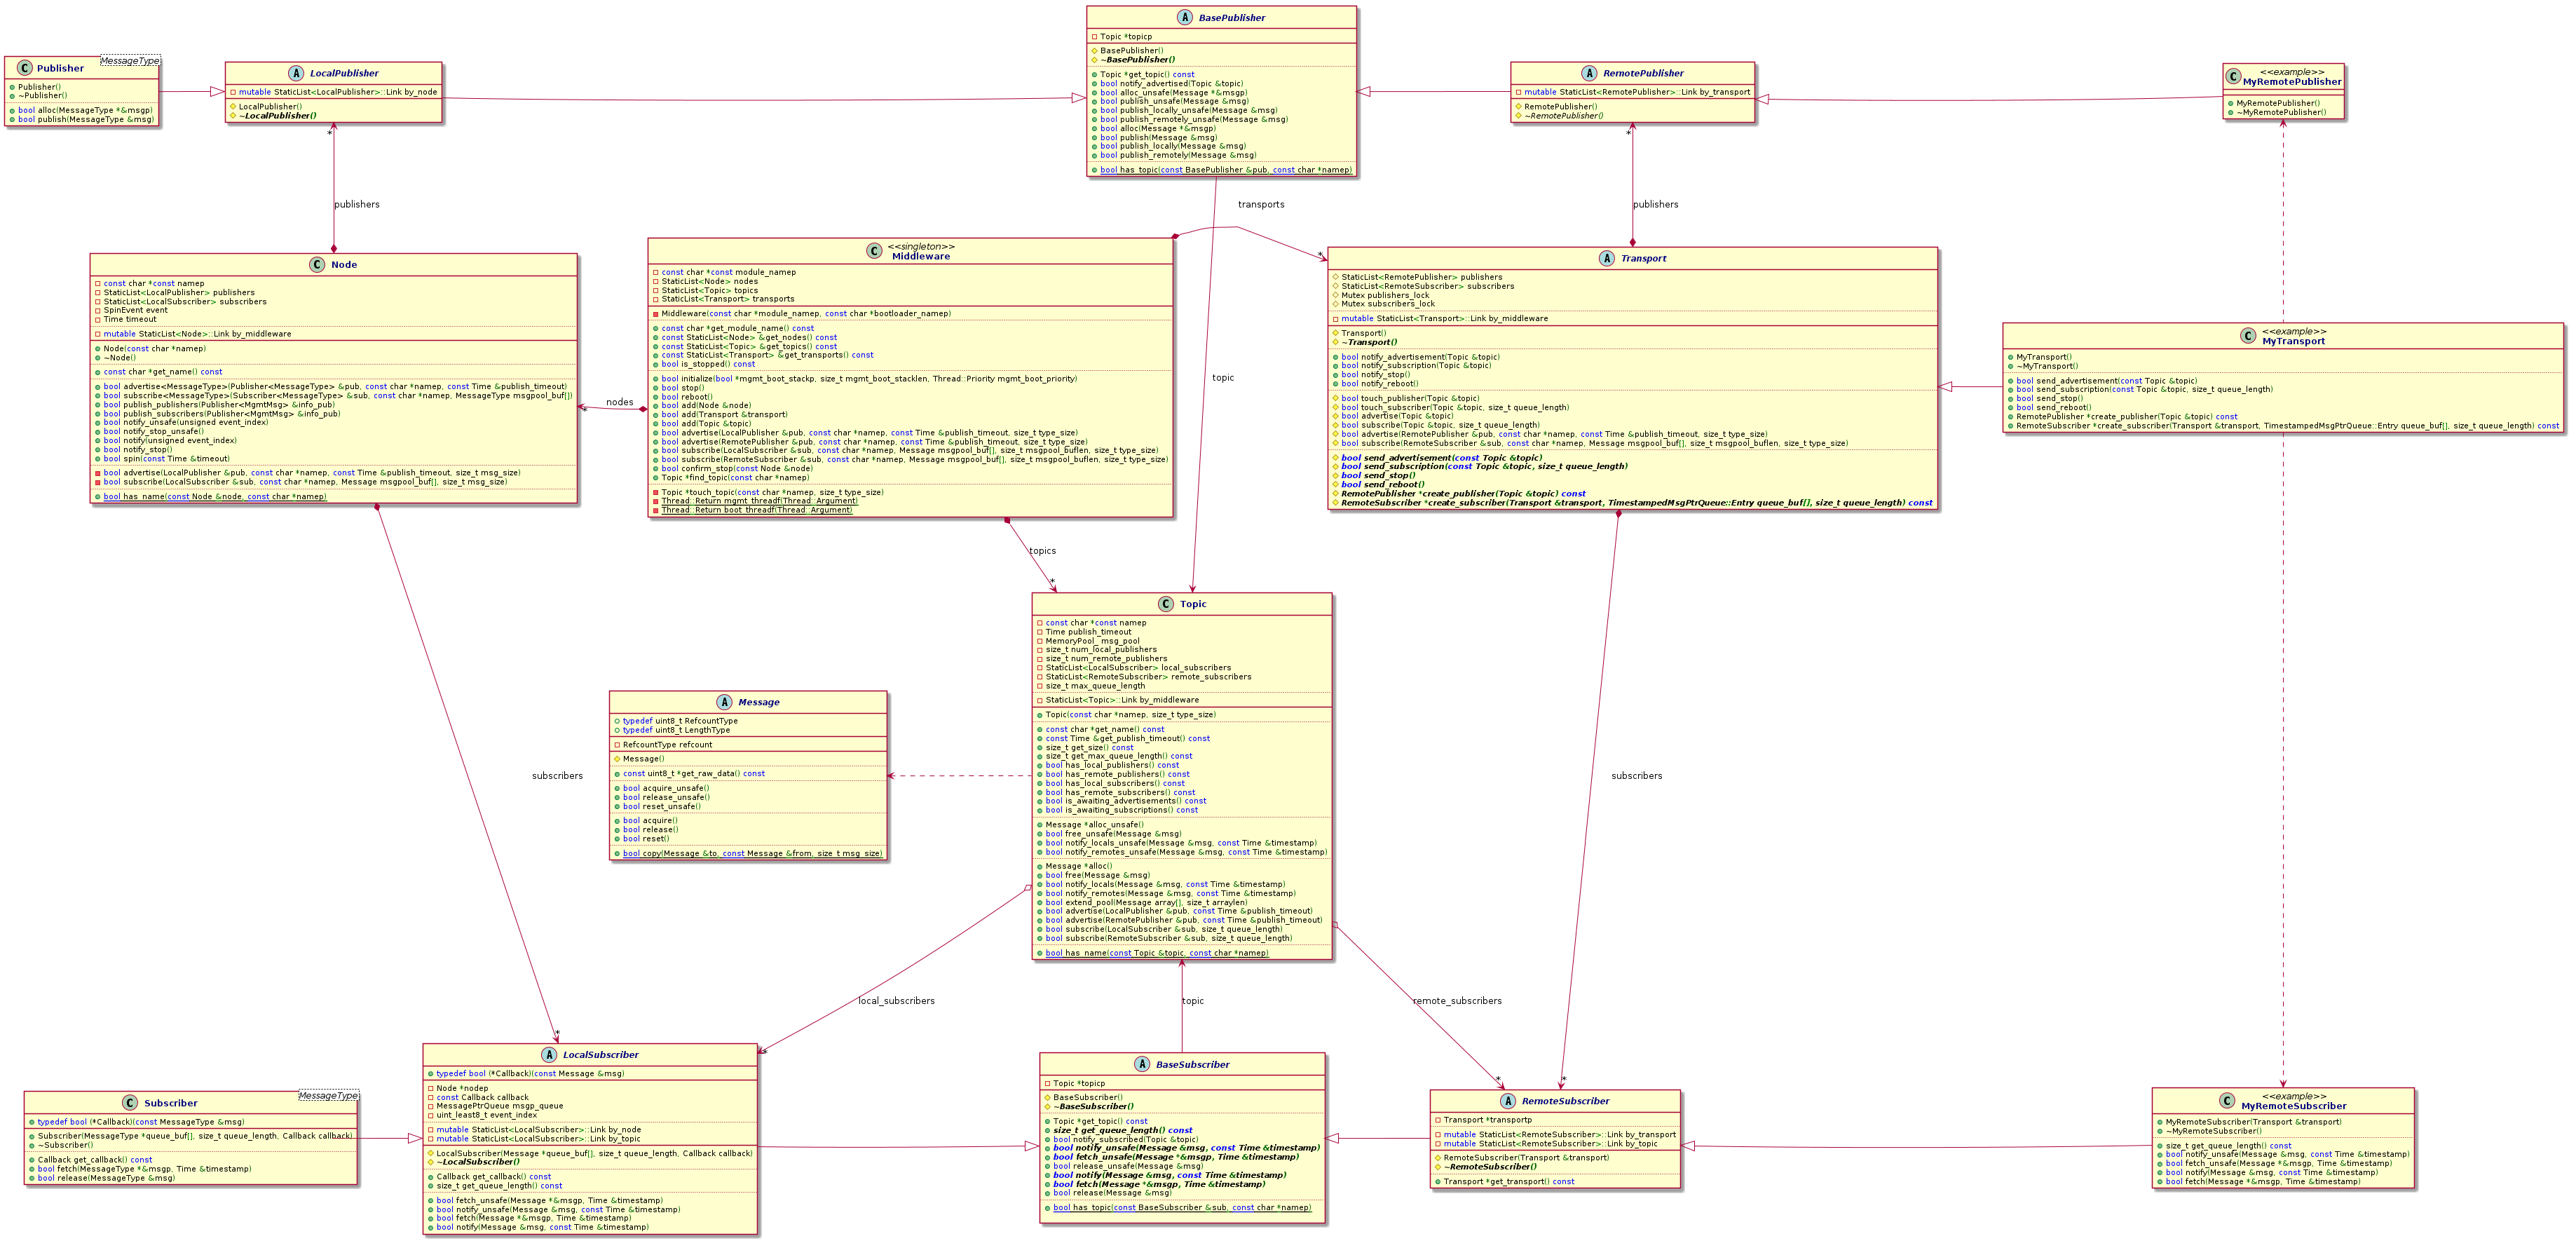 BasePublisher
Topic *topicp
BasePublisher()
~BasePublisher()
Topic *get_topic() const
bool notify_advertised(Topic &topic)
bool alloc_unsafe(Message *&msgp)
bool publish_unsafe(Message &msg)
bool publish_locally_unsafe(Message &msg)
bool publish_remotely_unsafe(Message &msg)
bool alloc(Message *&msgp)
bool publish(Message &msg)
bool publish_locally(Message &msg)
bool publish_remotely(Message &msg)
bool has_topic(const BasePublisher &pub, const char *namep)
MessageType
Publisher
Publisher()
~Publisher()
bool alloc(MessageType *&msgp)
bool publish(MessageType &msg)
LocalPublisher
mutable StaticList<LocalPublisher>::Link by_node
LocalPublisher()
~LocalPublisher()
RemotePublisher
mutable StaticList<RemotePublisher>::Link by_transport
RemotePublisher()
~RemotePublisher()
<<example>>
MyRemotePublisher
MyRemotePublisher()
~MyRemotePublisher()
*
publishers
transports
*
publishers
Node
const char *const namep
StaticList<LocalPublisher> publishers
StaticList<LocalSubscriber> subscribers
SpinEvent event
Time timeout
mutable StaticList<Node>::Link by_middleware
Node(const char *namep)
~Node()
const char *get_name() const
bool advertise<MessageType>(Publisher<MessageType> &pub, const char *namep, const Time &publish_timeout)
bool subscribe<MessageType>(Subscriber<MessageType> &sub, const char *namep, MessageType msgpool_buf[])
bool publish_publishers(Publisher<MgmtMsg> &info_pub)
bool publish_subscribers(Publisher<MgmtMsg> &info_pub)
bool notify_unsafe(unsigned event_index)
bool notify_stop_unsafe()
bool notify(unsigned event_index)
bool notify_stop()
bool spin(const Time &timeout)
bool advertise(LocalPublisher &pub, const char *namep, const Time &publish_timeout, size_t msg_size)
bool subscribe(LocalSubscriber &sub, const char *namep, Message msgpool_buf[], size_t msg_size)
bool has_name(const Node &node, const char *namep)
nodes
*
<<singleton>>
Middleware
const char *const module_namep
StaticList<Node> nodes
StaticList<Topic> topics
StaticList<Transport> transports
Middleware(const char *module_namep, const char *bootloader_namep)
const char *get_module_name() const
const StaticList<Node> &get_nodes() const
const StaticList<Topic> &get_topics() const
const StaticList<Transport> &get_transports() const
bool is_stopped() const
bool initialize(bool *mgmt_boot_stackp, size_t mgmt_boot_stacklen, Thread::Priority mgmt_boot_priority)
bool stop()
bool reboot()
bool add(Node &node)
bool add(Transport &transport)
bool add(Topic &topic)
bool advertise(LocalPublisher &pub, const char *namep, const Time &publish_timeout, size_t type_size)
bool advertise(RemotePublisher &pub, const char *namep, const Time &publish_timeout, size_t type_size)
bool subscribe(LocalSubscriber &sub, const char *namep, Message msgpool_buf[], size_t msgpool_buflen, size_t type_size)
bool subscribe(RemoteSubscriber &sub, const char *namep, Message msgpool_buf[], size_t msgpool_buflen, size_t type_size)
bool confirm_stop(const Node &node)
Topic *find_topic(const char *namep)
Topic *touch_topic(const char *namep, size_t type_size)
Thread::Return mgmt_threadf(Thread::Argument)
Thread::Return boot_threadf(Thread::Argument)
topic
*
Transport
StaticList<RemotePublisher> publishers
StaticList<RemoteSubscriber> subscribers
Mutex publishers_lock
Mutex subscribers_lock
mutable StaticList<Transport>::Link by_middleware
Transport()
~Transport()
bool notify_advertisement(Topic &topic)
bool notify_subscription(Topic &topic)
bool notify_stop()
bool notify_reboot()
bool touch_publisher(Topic &topic)
bool touch_subscriber(Topic &topic, size_t queue_length)
bool advertise(Topic &topic)
bool subscribe(Topic &topic, size_t queue_length)
bool advertise(RemotePublisher &pub, const char *namep, const Time &publish_timeout, size_t type_size)
bool subscribe(RemoteSubscriber &sub, const char *namep, Message msgpool_buf[], size_t msgpool_buflen, size_t type_size)
bool send_advertisement(const Topic &topic)
bool send_subscription(const Topic &topic, size_t queue_length)
bool send_stop()
bool send_reboot()
RemotePublisher *create_publisher(Topic &topic) const
RemoteSubscriber *create_subscriber(Transport &transport, TimestampedMsgPtrQueue::Entry queue_buf[], size_t queue_length) const
<<example>>
MyTransport
MyTransport()
~MyTransport()
bool send_advertisement(const Topic &topic)
bool send_subscription(const Topic &topic, size_t queue_length)
bool send_stop()
bool send_reboot()
RemotePublisher *create_publisher(Topic &topic) const
RemoteSubscriber *create_subscriber(Transport &transport, TimestampedMsgPtrQueue::Entry queue_buf[], size_t queue_length) const
topics
*
Topic
const char *const namep
Time publish_timeout
MemoryPool_ msg_pool
size_t num_local_publishers
size_t num_remote_publishers
StaticList<LocalSubscriber> local_subscribers
StaticList<RemoteSubscriber> remote_subscribers
size_t max_queue_length
StaticList<Topic>::Link by_middleware
Topic(const char *namep, size_t type_size)
const char *get_name() const
const Time &get_publish_timeout() const
size_t get_size() const
size_t get_max_queue_length() const
bool has_local_publishers() const
bool has_remote_publishers() const
bool has_local_subscribers() const
bool has_remote_subscribers() const
bool is_awaiting_advertisements() const
bool is_awaiting_subscriptions() const
Message *alloc_unsafe()
bool free_unsafe(Message &msg)
bool notify_locals_unsafe(Message &msg, const Time &timestamp)
bool notify_remotes_unsafe(Message &msg, const Time &timestamp)
Message *alloc()
bool free(Message &msg)
bool notify_locals(Message &msg, const Time &timestamp)
bool notify_remotes(Message &msg, const Time &timestamp)
bool extend_pool(Message array[], size_t arraylen)
bool advertise(LocalPublisher &pub, const Time &publish_timeout)
bool advertise(RemotePublisher &pub, const Time &publish_timeout)
bool subscribe(LocalSubscriber &sub, size_t queue_length)
bool subscribe(RemoteSubscriber &sub, size_t queue_length)
bool has_name(const Topic &topic, const char *namep)
Message
typedef uint8_t RefcountType
typedef uint8_t LengthType
RefcountType refcount
Message()
const uint8_t *get_raw_data() const
bool acquire_unsafe()
bool release_unsafe()
bool reset_unsafe()
bool acquire()
bool release()
bool reset()
bool copy(Message &to, const Message &from, size_t msg_size)
subscribers
subscribers
local_subscribers
topic
remote_subscribers
*
*
*
*
MessageType
Subscriber
typedef bool (*Callback)(const MessageType &msg)
Subscriber(MessageType *queue_buf[], size_t queue_length, Callback callback)
~Subscriber()
Callback get_callback() const
bool fetch(MessageType *&msgp, Time &timestamp)
bool release(MessageType &msg)
LocalSubscriber
typedef bool (*Callback)(const Message &msg)
Node *nodep
const Callback callback
MessagePtrQueue msgp_queue
uint_least8_t event_index
mutable StaticList<LocalSubscriber>::Link by_node
mutable StaticList<LocalSubscriber>::Link by_topic
LocalSubscriber(Message *queue_buf[], size_t queue_length, Callback callback)
~LocalSubscriber()
Callback get_callback() const
size_t get_queue_length() const
bool fetch_unsafe(Message *&msgp, Time &timestamp)
bool notify_unsafe(Message &msg, const Time &timestamp)
bool fetch(Message *&msgp, Time &timestamp)
bool notify(Message &msg, const Time &timestamp)
BaseSubscriber
Topic *topicp
BaseSubscriber()
~BaseSubscriber()
Topic *get_topic() const
size_t get_queue_length() const
bool notify_subscribed(Topic &topic)
bool notify_unsafe(Message &msg, const Time &timestamp)
bool fetch_unsafe(Message *&msgp, Time &timestamp)
bool release_unsafe(Message &msg)
bool notify(Message &msg, const Time &timestamp)
bool fetch(Message *&msgp, Time &timestamp)
bool release(Message &msg)
bool has_topic(const BaseSubscriber &sub, const char *namep)
RemoteSubscriber
Transport *transportp
mutable StaticList<RemoteSubscriber>::Link by_transport
mutable StaticList<RemoteSubscriber>::Link by_topic
RemoteSubscriber(Transport &transport)
~RemoteSubscriber()
Transport *get_transport() const
<<example>>
MyRemoteSubscriber
MyRemoteSubscriber(Transport &transport)
~MyRemoteSubscriber()
size_t get_queue_length() const
bool notify_unsafe(Message &msg, const Time &timestamp)
bool fetch_unsafe(Message *&msgp, Time &timestamp)
bool notify(Message &msg, const Time &timestamp)
bool fetch(Message *&msgp, Time &timestamp)